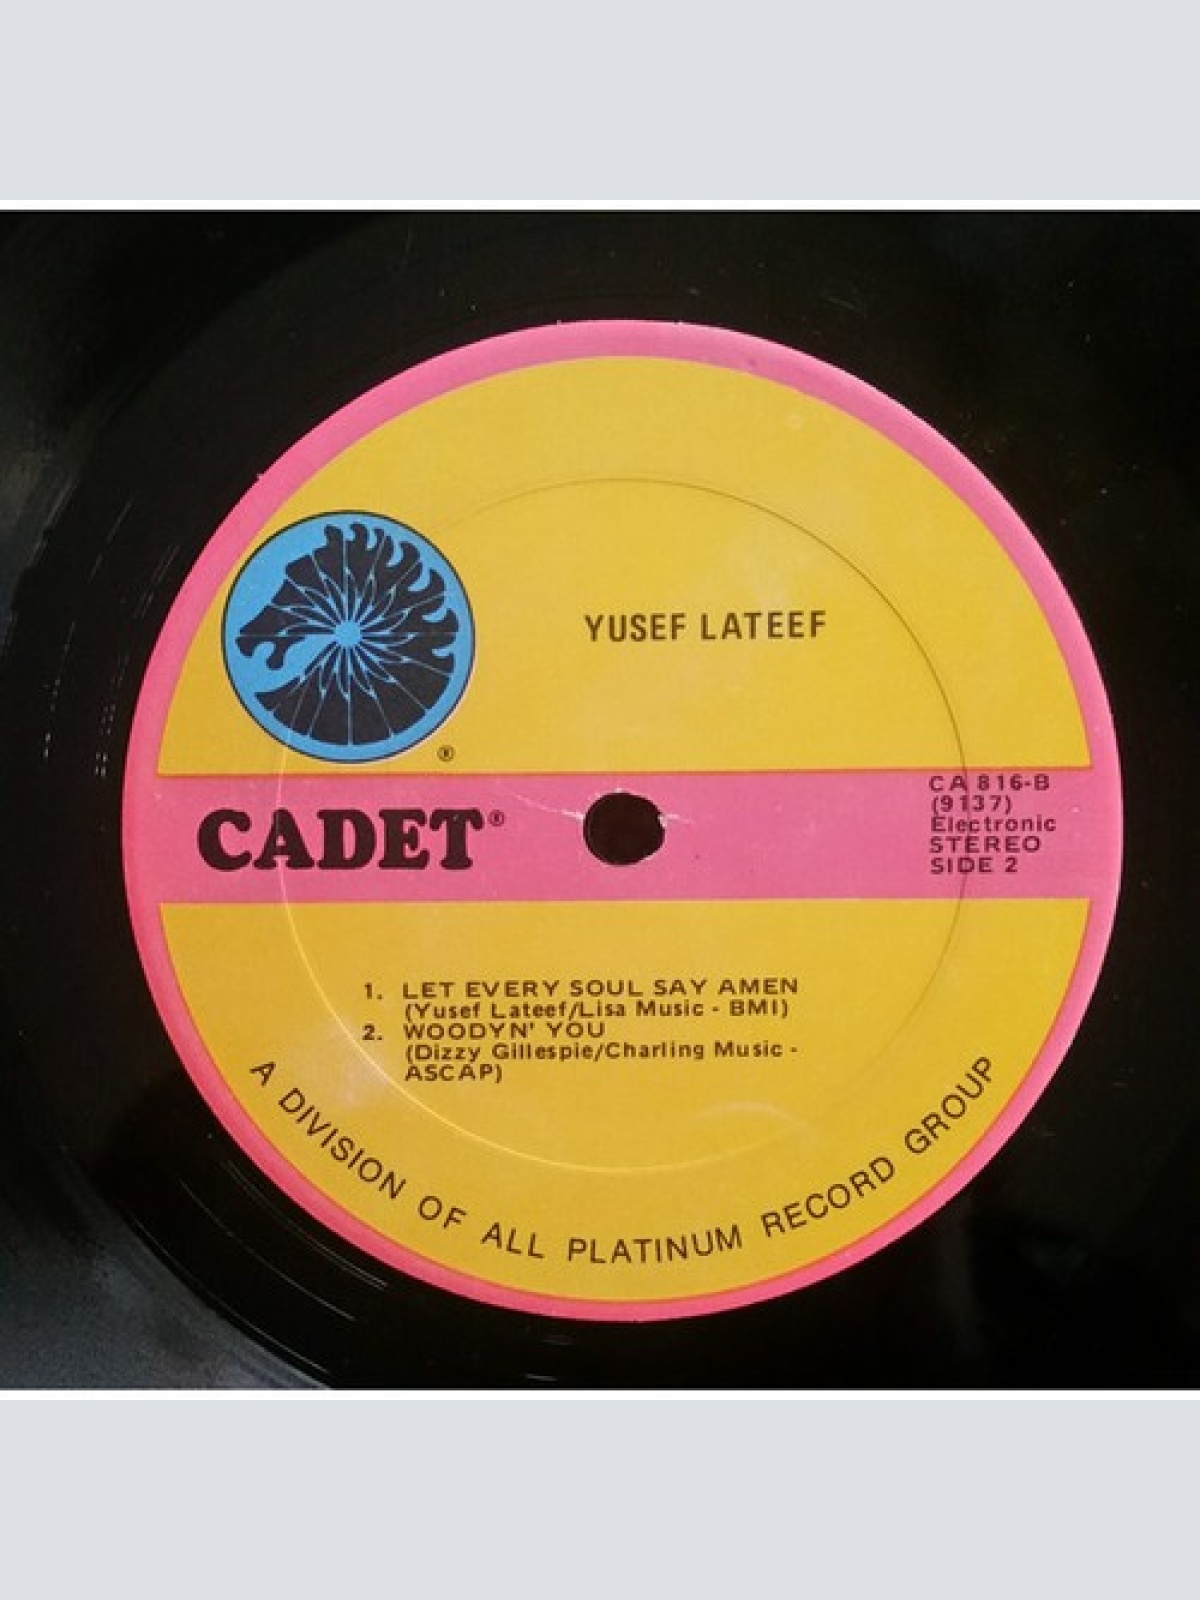 YUSEF LATEEF
®
CADET®
CA 816-B
(9137)
Electronic
STEREO
SIDE 2
1. LET EVERY SOUL SAY AMEN
(Yusef Lateef/Lisa Music - BMI)
2. WOODYN' YOU
(Dizzy Gillespie/Charling Music -
ASCAP)
A DIVISION OF ALL PLATINUM RECORD GROUP